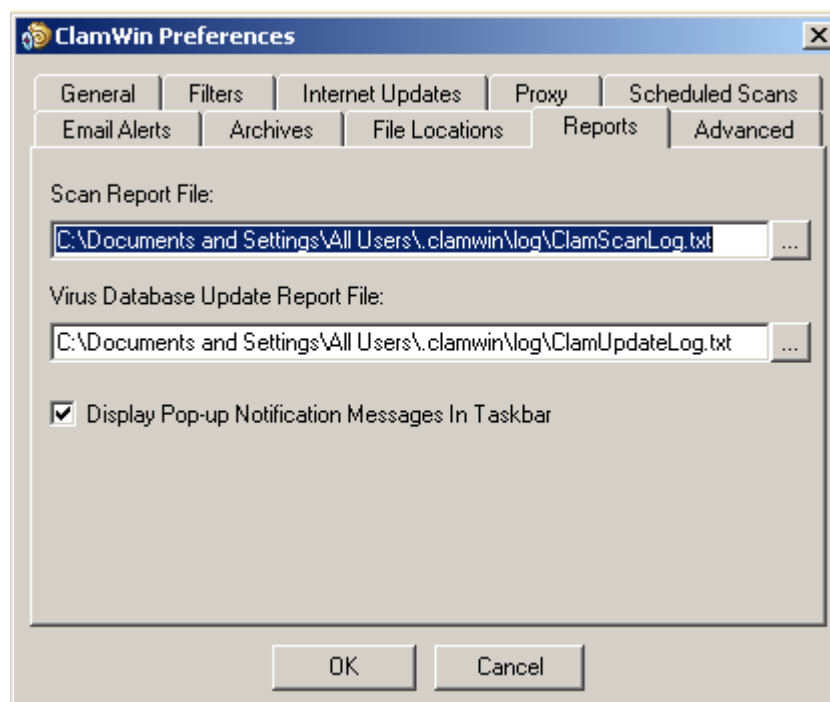 ClamWin Preferences
General Filters Internet Updates Proxy Scheduled Scans
Email Alerts Archives File Locations Reports Advanced
Scan Report File:
C:\Documents and Settings\All Users\.clamwin\log\ClamScanLog.txt ...
Virus Database Update Report File:
C:\Documents and Settings\All Users\.clamwin\log\ClamUpdateLog.txt ...
Display Pop-up Notification Messages In Taskbar
OK Cancel